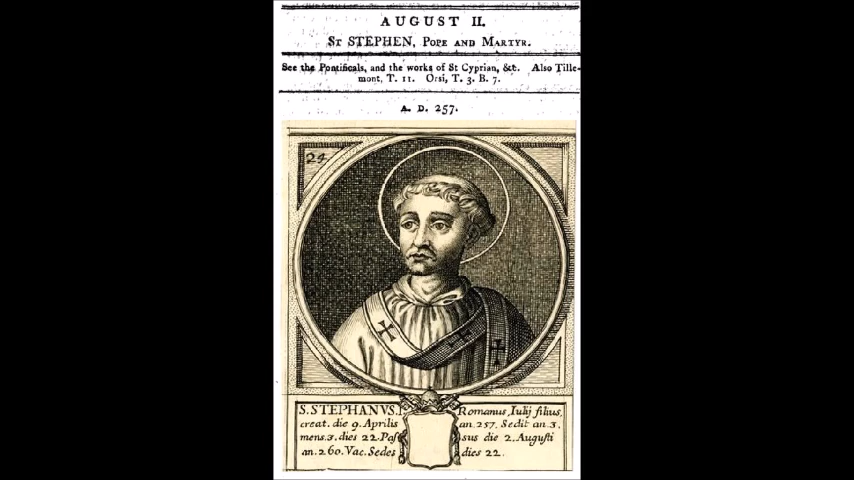 AUGUST II.
ST STEPHEN, POPE AND MARTYR.
See the Pontificals, and the works of St Cyprian, &c. Also Tille-
mont, T. 11. Orsi, T. 3. B. 7.
A. D. 257.
24
S. STEPHANVS. I. Romanus, Iulij filius,
creat. die 9. Aprilis an. 257. Sedit an. 3.
mens. 3. dies 22. Pas sus die 2. Augusti
an. 260. Vac. Sedes dies 22.